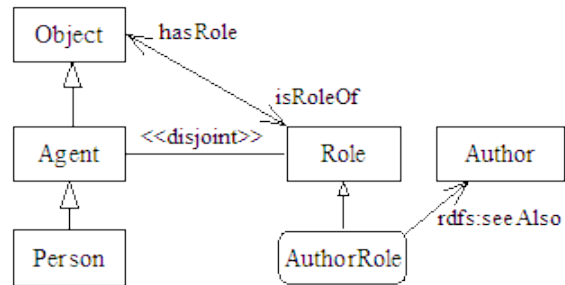 Object
hasRole
isRoleOf
Agent
<<disjoint>>
Role
Author
rdfs:seeAlso
Person
AuthorRole